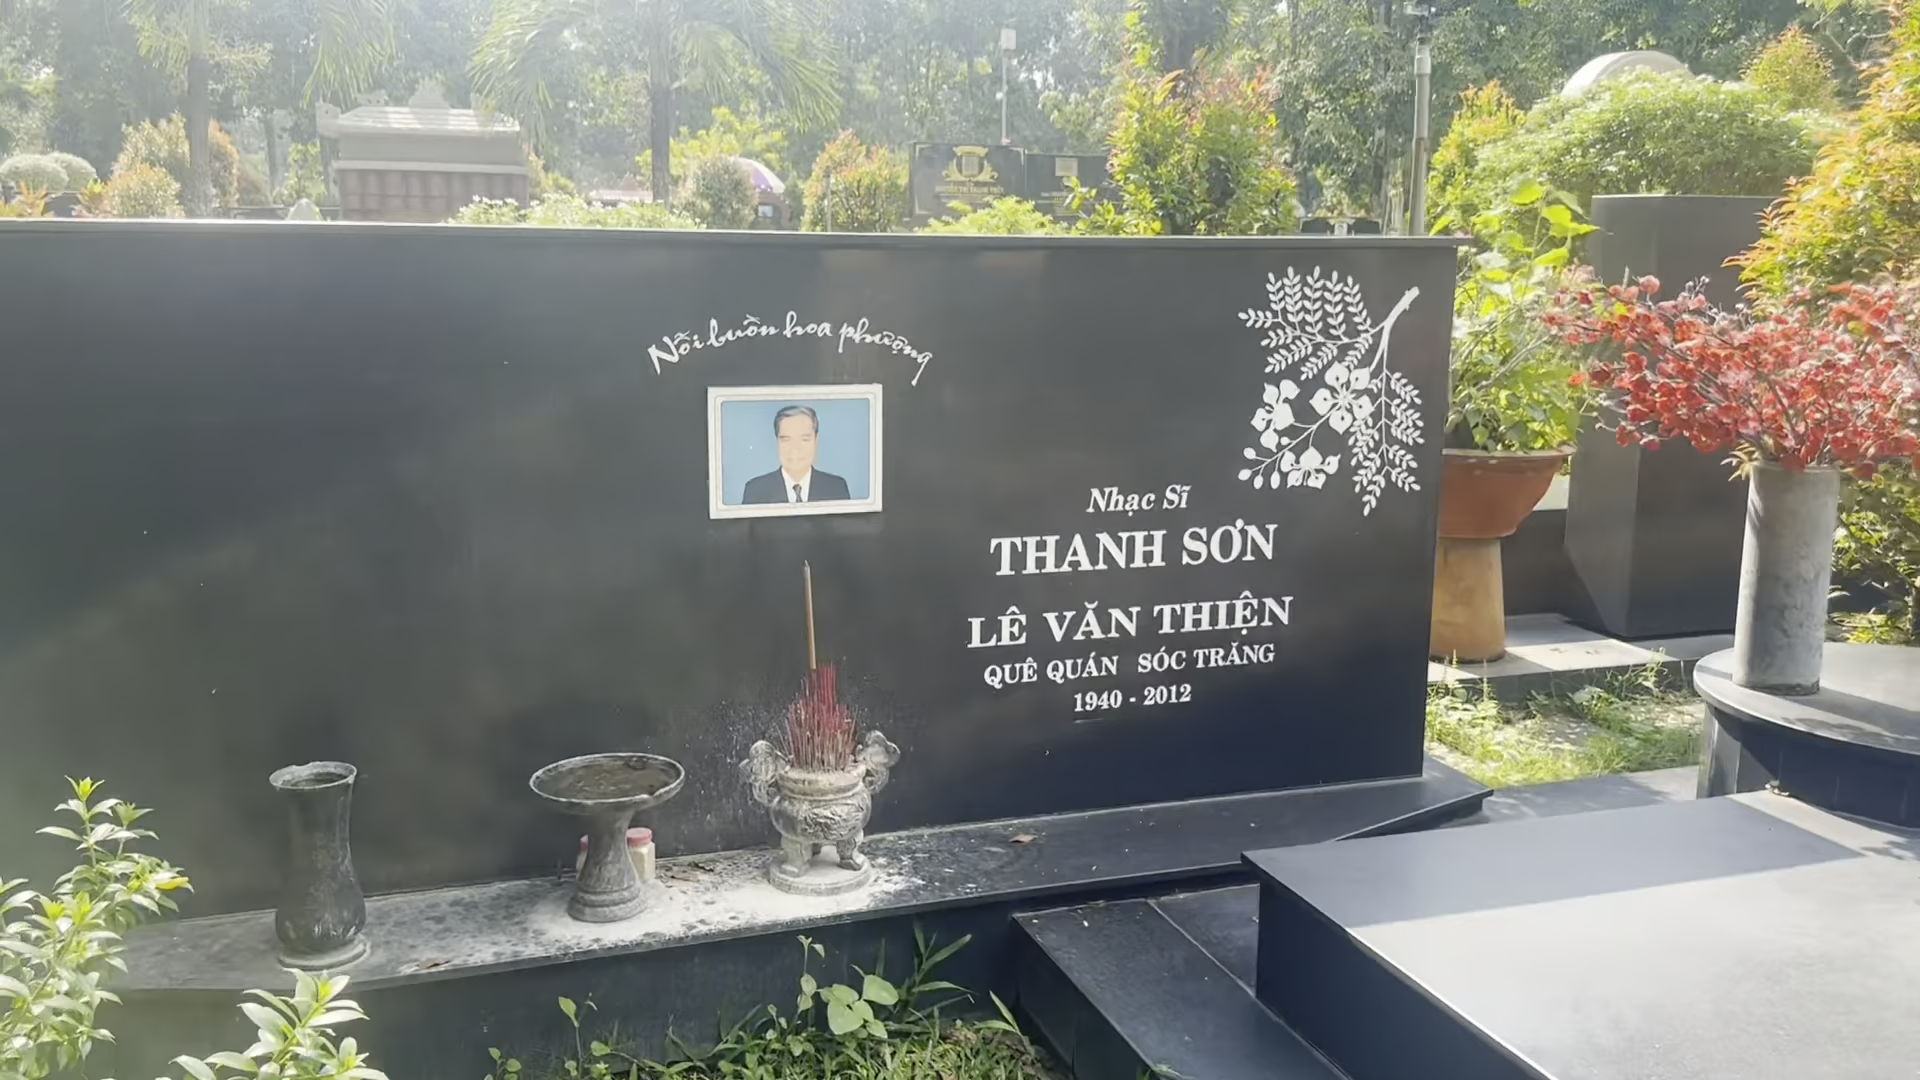 Nỗi buồn hoa phượng
Nhạc Sĩ
THANH SƠN
LÊ VĂN THIỆN
QUÊ QUÁN SÓC TRĂNG
1940 - 2012